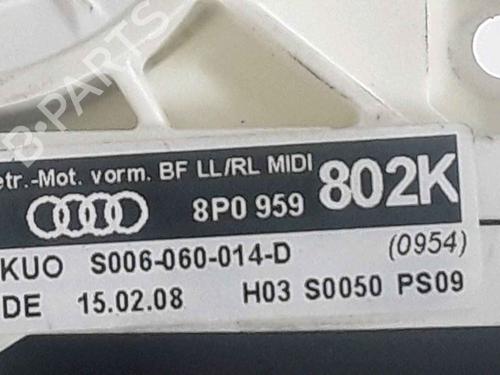 B-PARTS
etr.-Mot. vorm. BF LL/RL MIDI
8P0 959 802K
KUO S006-060-014-D (0954)
DE 15.02.08 H03 S0050 PS09